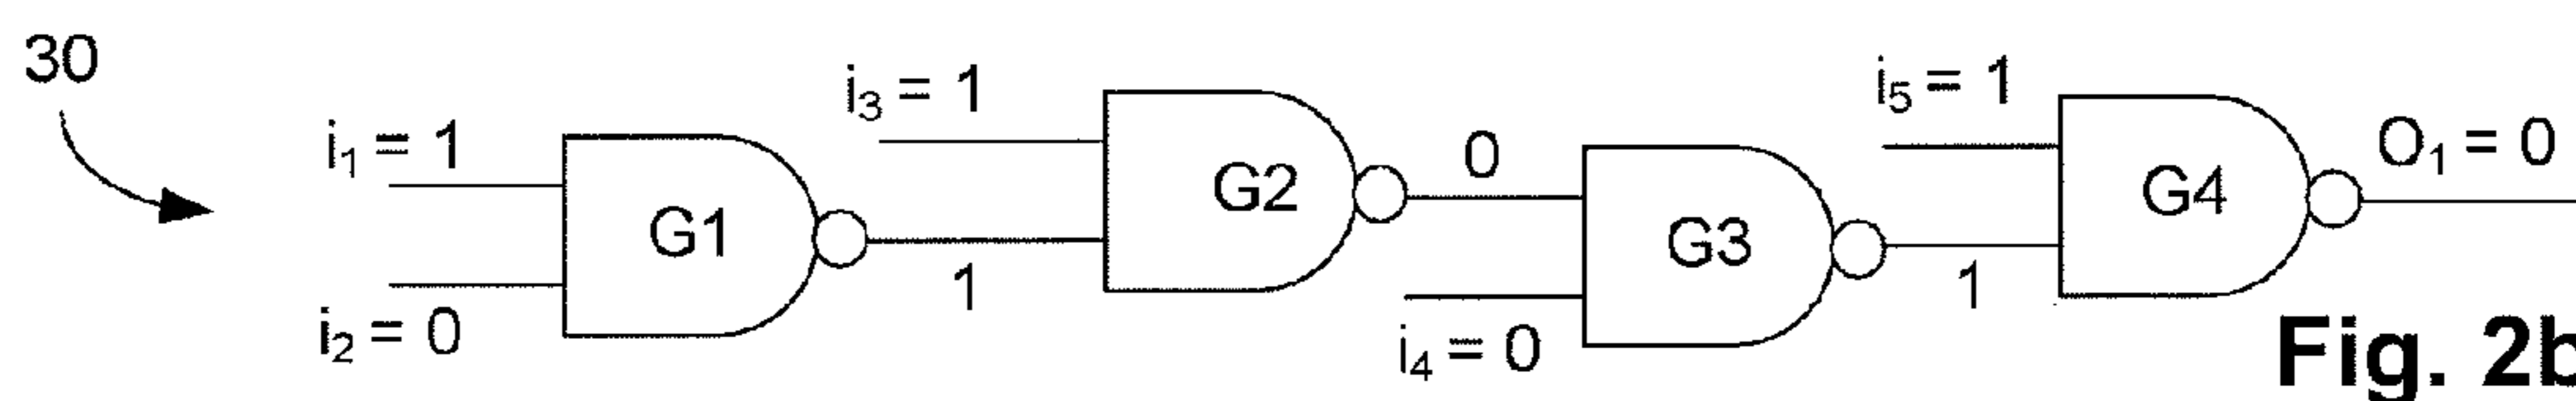 30
i₁ = 1
i₂ = 0
G1
1
i₃ = 1
G2
0
i₄ = 0
G3
1
i₅ = 1
G4
O₁ = 0
Fig. 2b